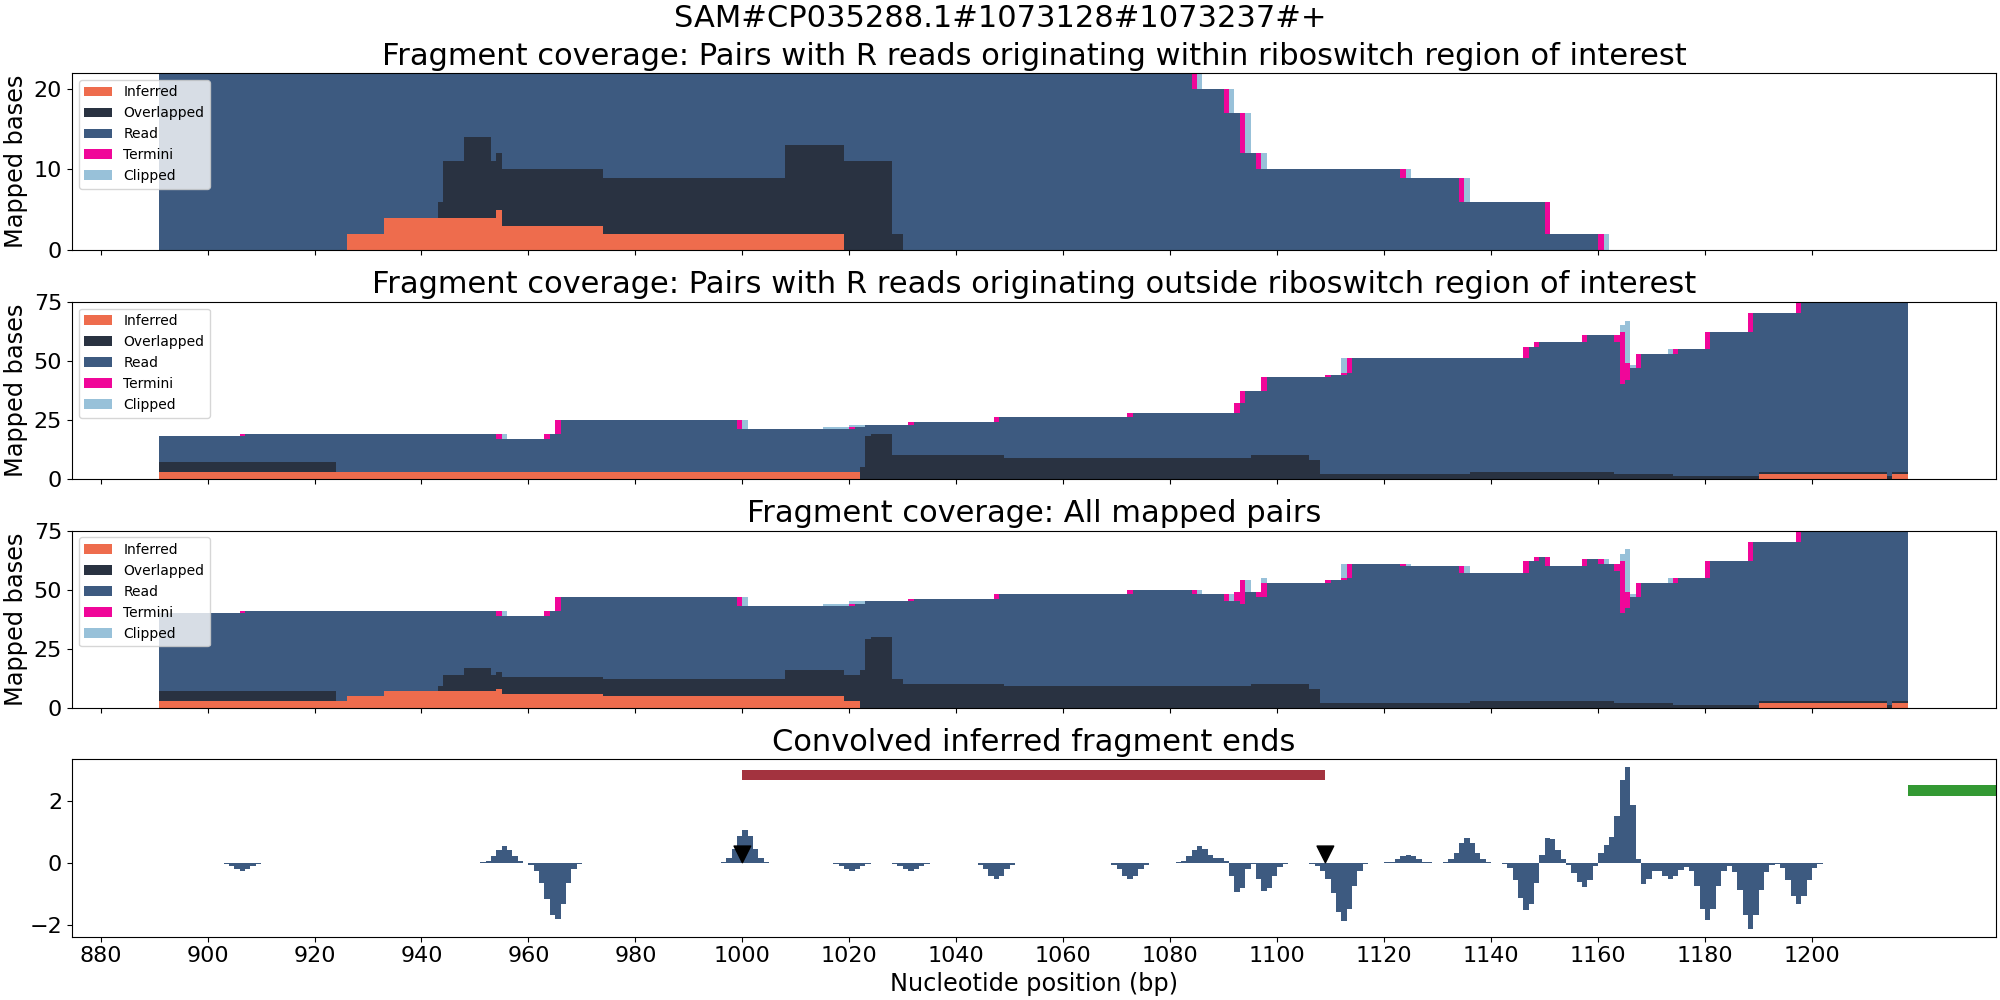 SAM#CP035288.1#1073128#1073237#+
Fragment coverage: Pairs with R reads originating within riboswitch region of interest
Mapped bases
20
10
0
Inferred
Overlapped
Read
Termini
Clipped
Fragment coverage: Pairs with R reads originating outside riboswitch region of interest
Mapped bases
75
50
25
0
Inferred
Overlapped
Read
Termini
Clipped
Fragment coverage: All mapped pairs
Mapped bases
75
50
25
0
Inferred
Overlapped
Read
Termini
Clipped
Convolved inferred fragment ends
2
0
−2
880 900 920 940 960 980 1000 1020 1040 1060 1080 1100 1120 1140 1160 1180 1200
Nucleotide position (bp)